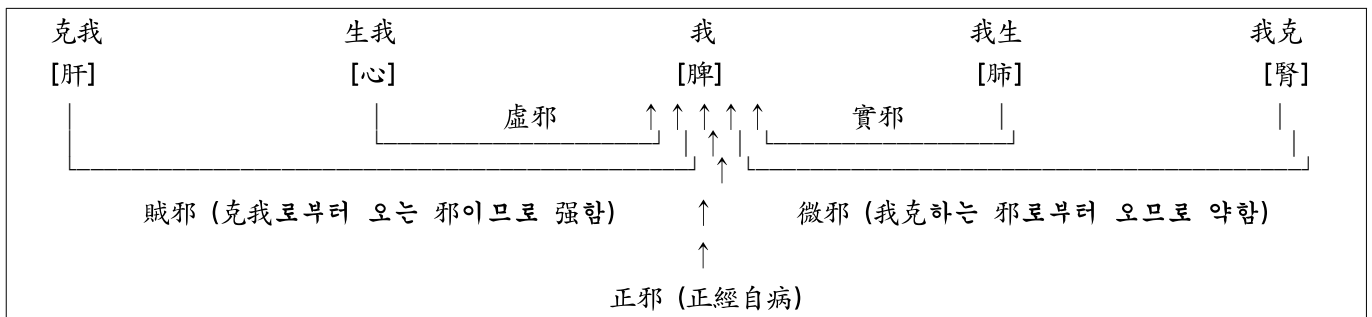 克我 生我 我 我生 我克
[肝] [心] [脾] [肺] [腎]
虛邪 實邪
賊邪 (克我로부터 오는 邪이므로 强함) 微邪 (我克하는 邪로부터 오므로 약함)
正邪 (正經自病)